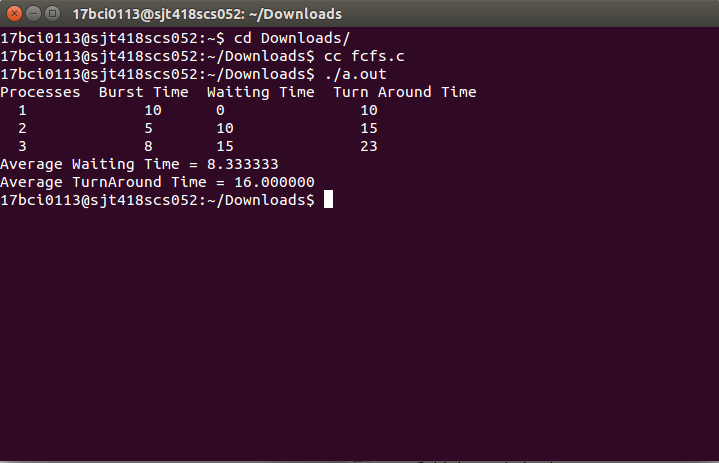 17bci0113@sjt418scs052: ~/Downloads
17bci0113@sjt418scs052:~$ cd Downloads/
17bci0113@sjt418scs052:~/Downloads$ cc fcfs.c
17bci0113@sjt418scs052:~/Downloads$ ./a.out
Processes  Burst Time  Waiting Time  Turn Around Time
  1             10      0               10
  2             5       10              15
  3             8       15              23
Average Waiting Time = 8.333333
Average TurnAround Time = 16.000000
17bci0113@sjt418scs052:~/Downloads$